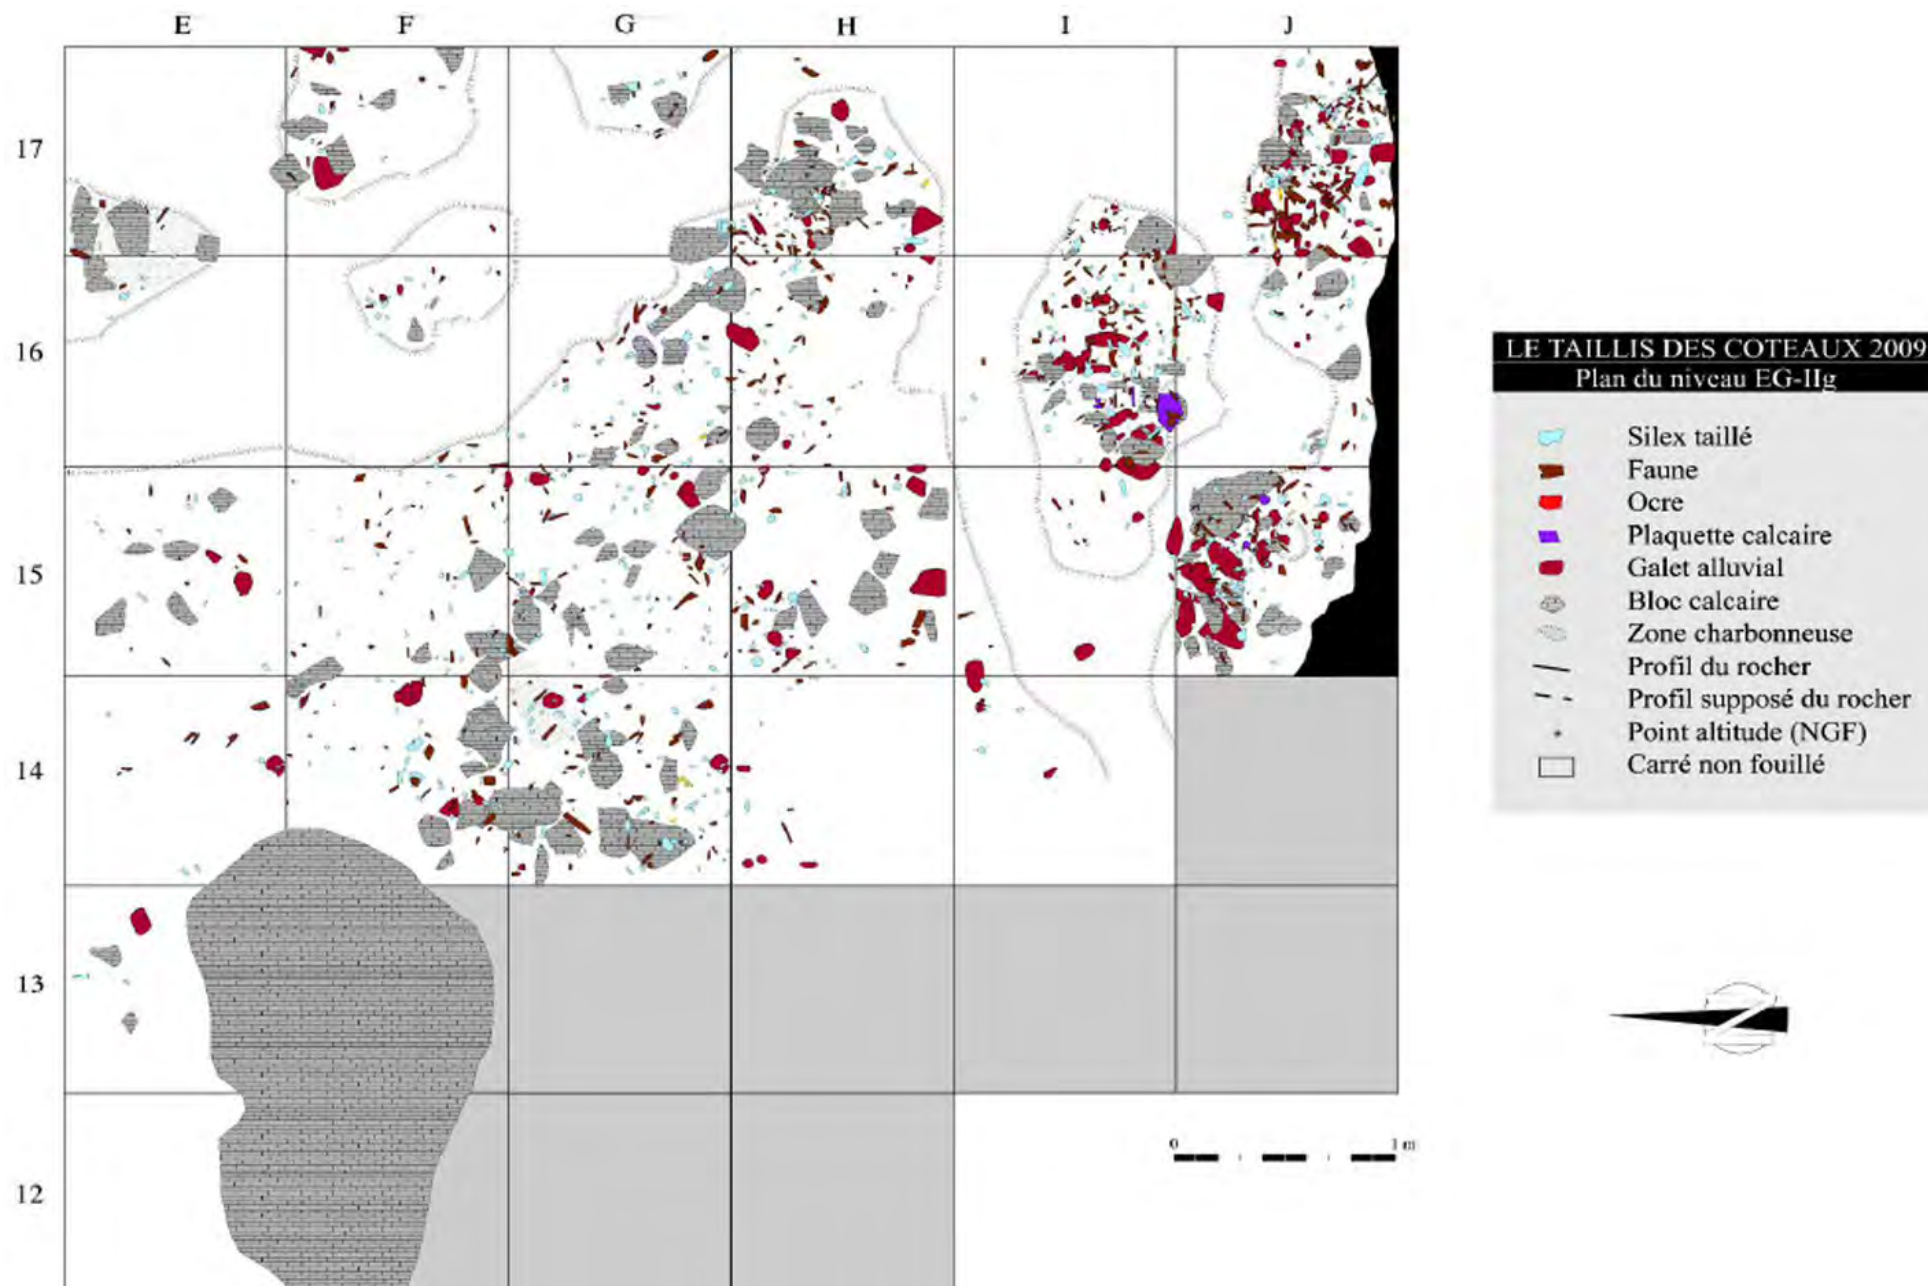 E F G H I J
17
16
15
14
13
12
LE TAILLIS DES COTEAUX 2009
Plan du niveau EG-IIg
Silex taillé
Faune
Ocre
Plaquette calcaire
Galet alluvial
Bloc calcaire
Zone charbonneuse
Profil du rocher
Profil supposé du rocher
Point altitude (NGF)
Carré non fouillé
0 1 m